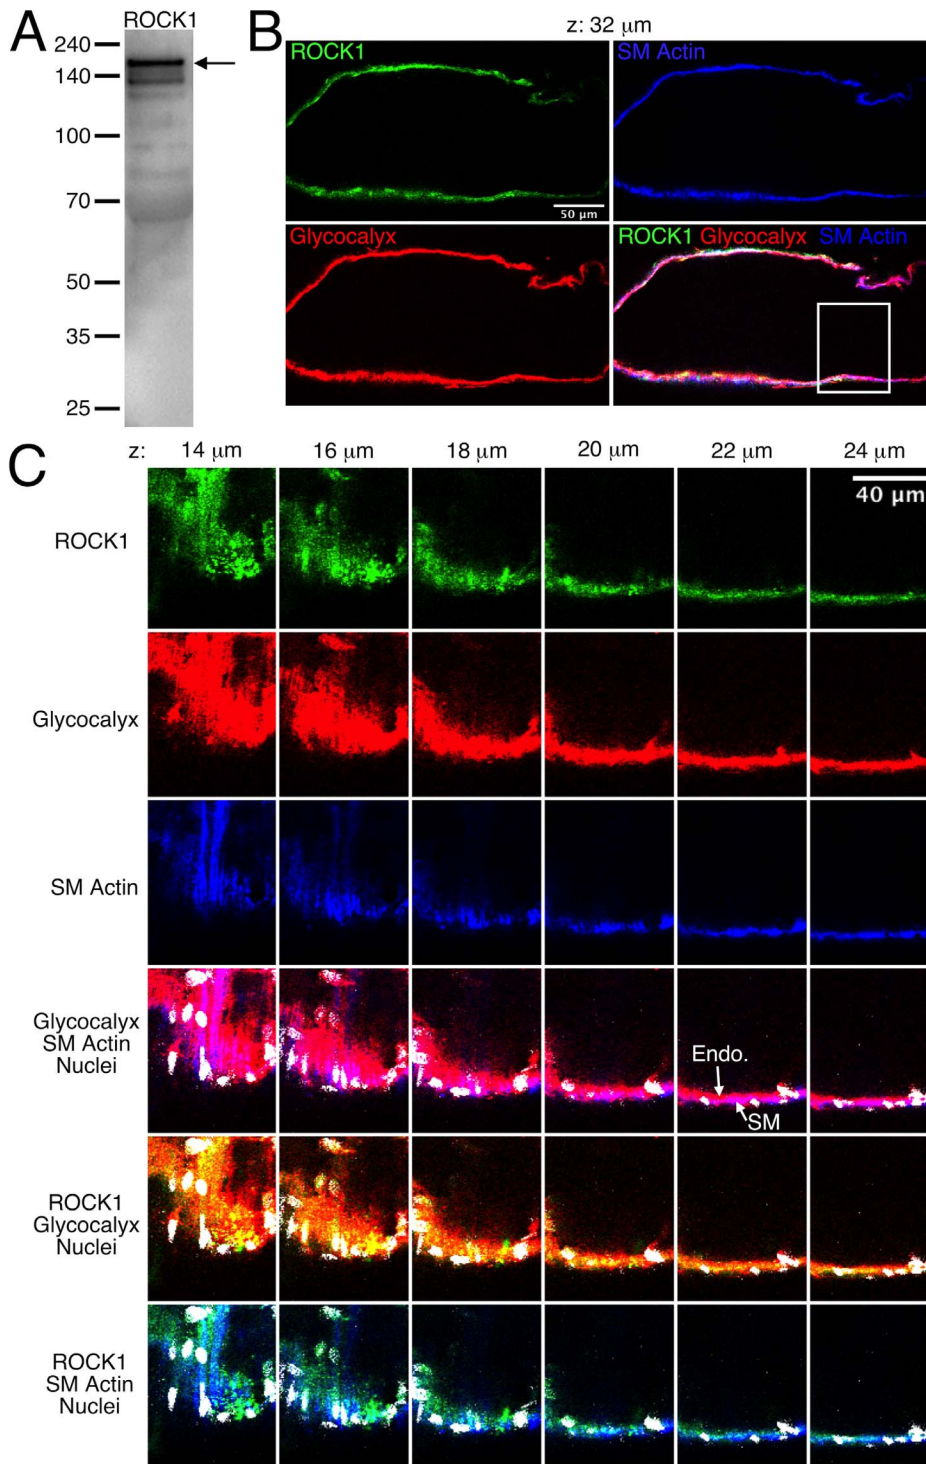 A
ROCK1
240
140
100
70
50
35
25
B
z: 32 μm
ROCK1
SM Actin
50 μm
Glycocalyx
ROCK1 Glycocalyx SM Actin
C
z: 14 μm 16 μm 18 μm 20 μm 22 μm 24 μm
40 μm
ROCK1
Glycocalyx
SM Actin
Glycocalyx
SM Actin
Nuclei
Endo.
SM
ROCK1
Glycocalyx
Nuclei
ROCK1
SM Actin
Nuclei